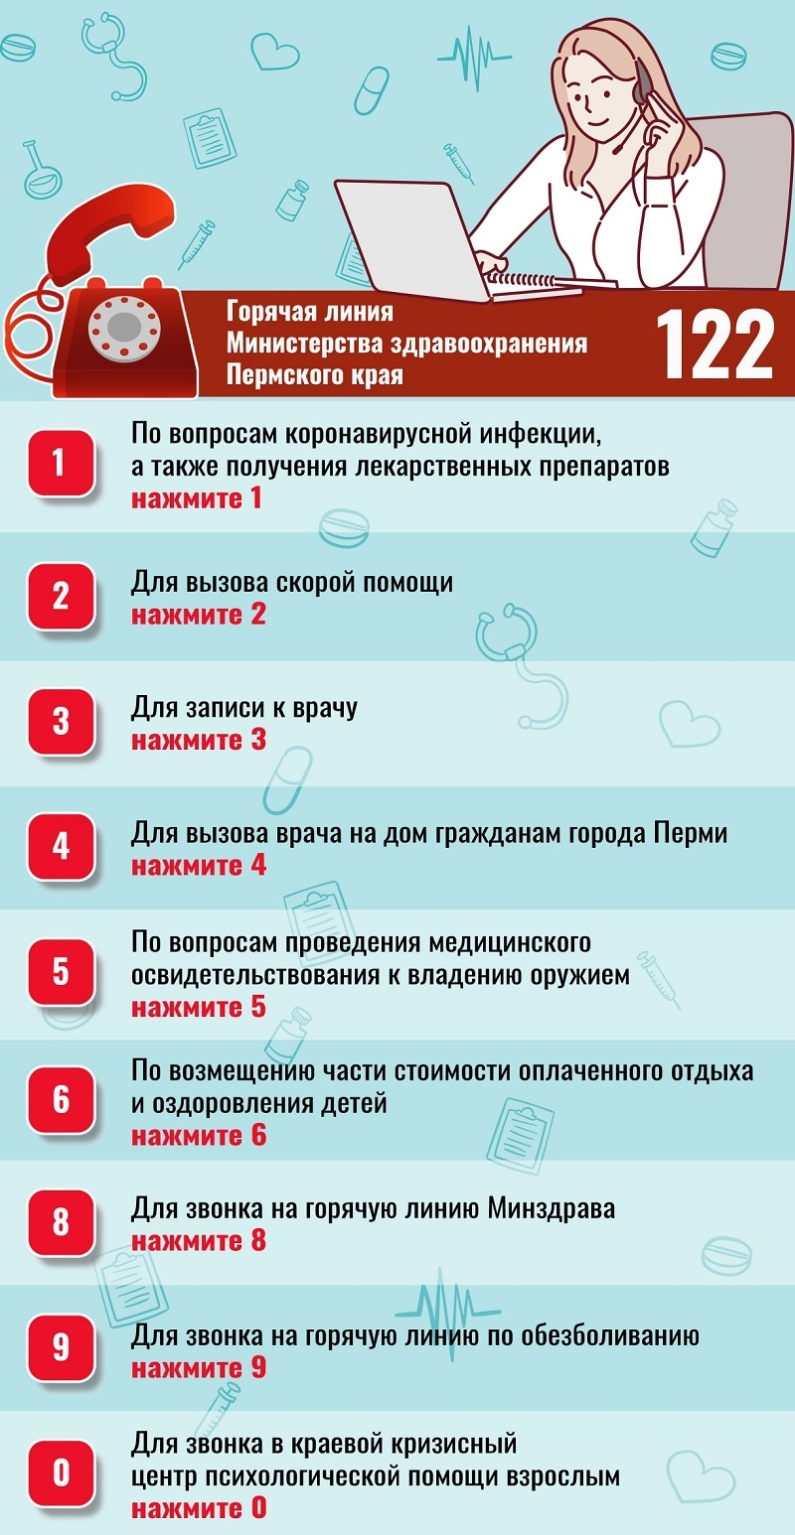 Горячая линия
Министерства здравоохранения
Пермского края
122
1
По вопросам коронавирусной инфекции,
а также получения лекарственных препаратов
нажмите 1
2
Для вызова скорой помощи
нажмите 2
3
Для записи к врачу
нажмите 3
4
Для вызова врача на дом гражданам города Перми
нажмите 4
5
По вопросам проведения медицинского
освидетельствования к владению оружием
нажмите 5
6
По возмещению части стоимости оплаченного отдыха
и оздоровления детей
нажмите 6
8
Для звонка на горячую линию Минздрава
нажмите 8
9
Для звонка на горячую линию по обезболиванию
нажмите 9
0
Для звонка в краевой кризисный
центр психологической помощи взрослым
нажмите 0